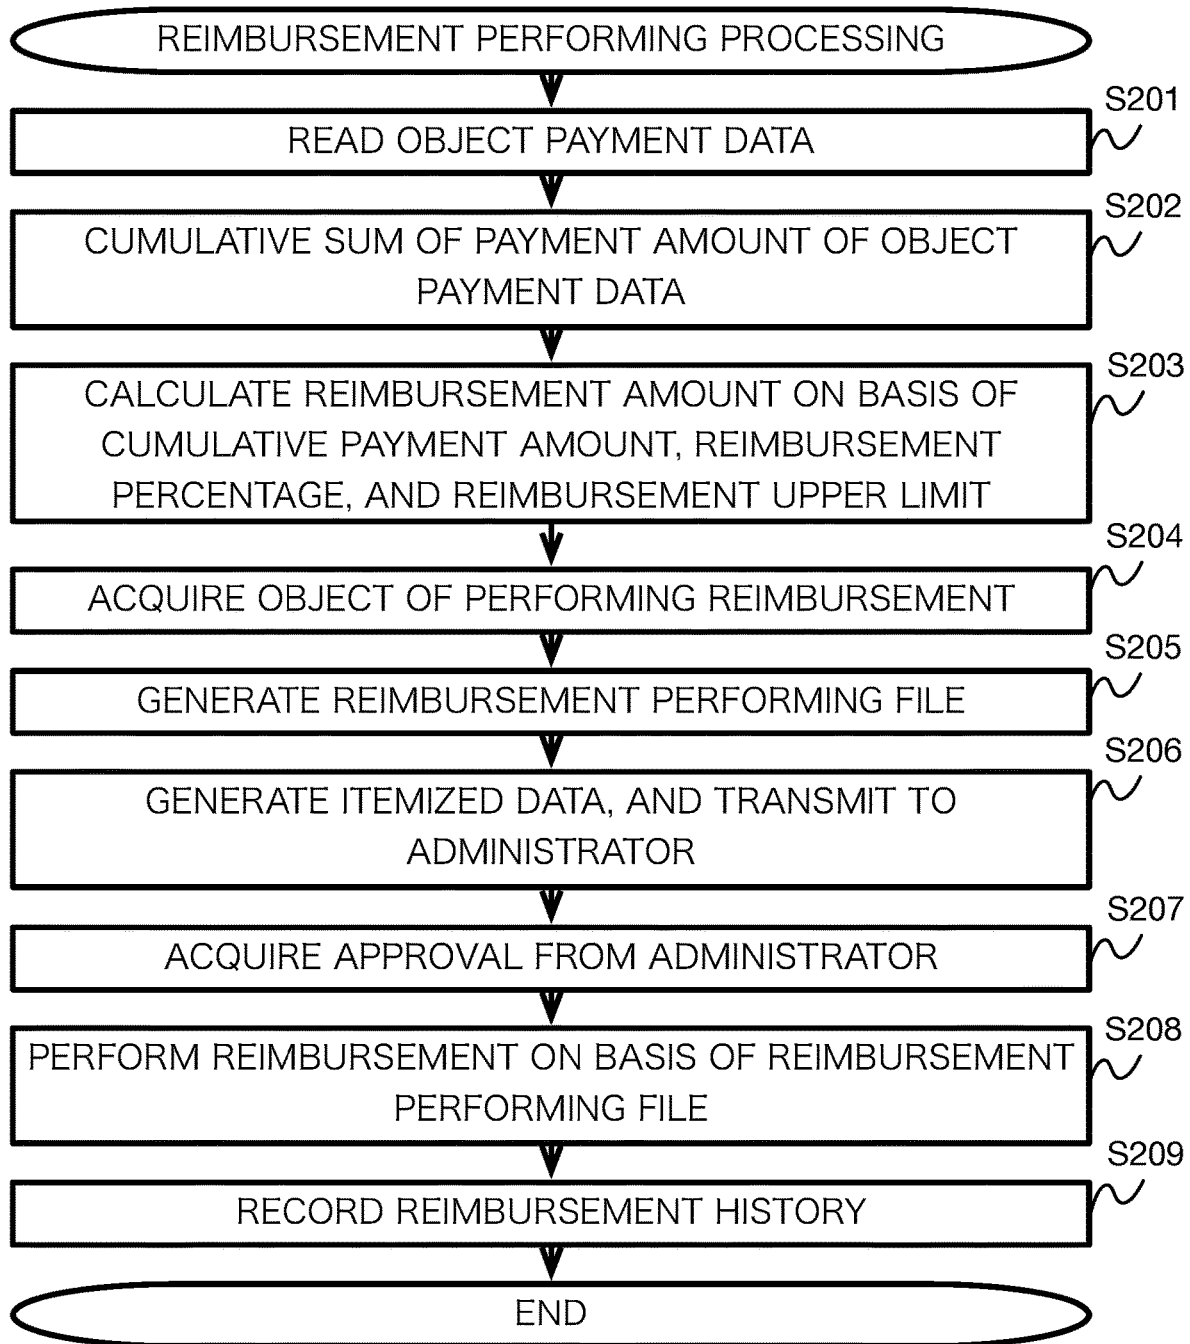 REIMBURSEMENT PERFORMING PROCESSING
S201
READ OBJECT PAYMENT DATA
S202
CUMULATIVE SUM OF PAYMENT AMOUNT OF OBJECT
PAYMENT DATA
S203
CALCULATE REIMBURSEMENT AMOUNT ON BASIS OF
CUMULATIVE PAYMENT AMOUNT, REIMBURSEMENT
PERCENTAGE, AND REIMBURSEMENT UPPER LIMIT
S204
ACQUIRE OBJECT OF PERFORMING REIMBURSEMENT
S205
GENERATE REIMBURSEMENT PERFORMING FILE
S206
GENERATE ITEMIZED DATA, AND TRANSMIT TO
ADMINISTRATOR
S207
ACQUIRE APPROVAL FROM ADMINISTRATOR
S208
PERFORM REIMBURSEMENT ON BASIS OF REIMBURSEMENT
PERFORMING FILE
S209
RECORD REIMBURSEMENT HISTORY
END